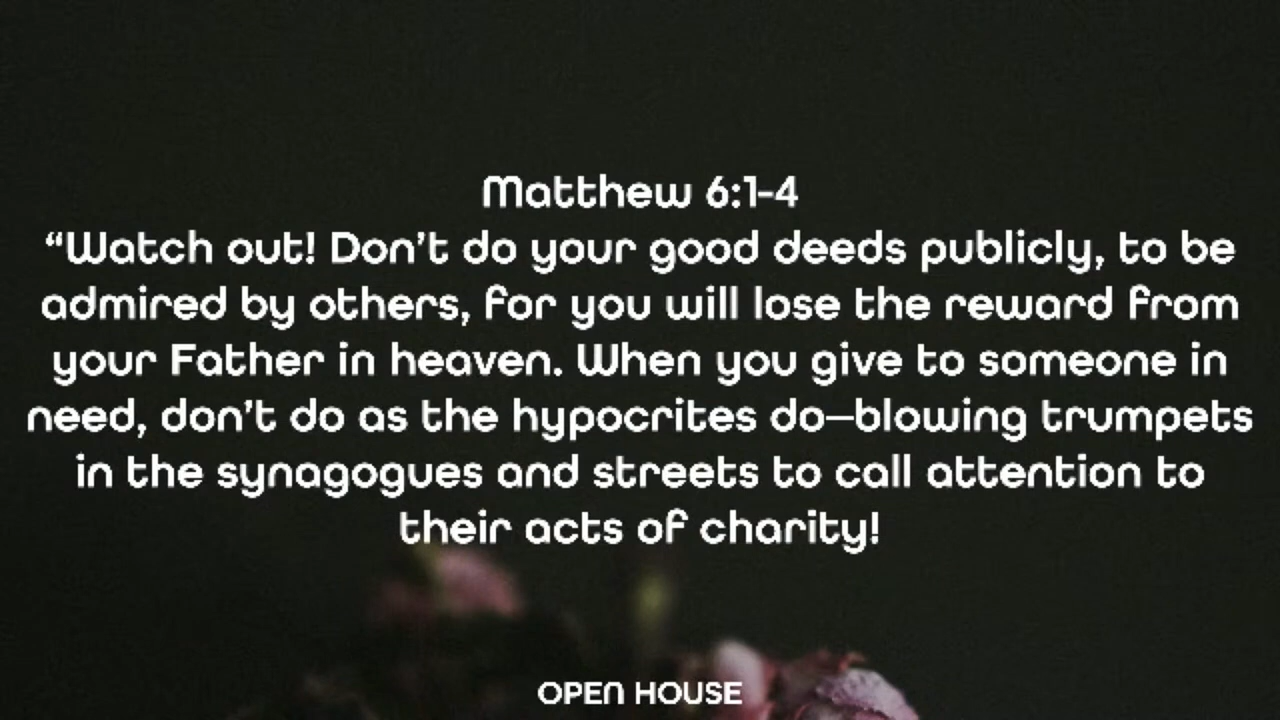 Matthew 6:1-4
“Watch out! Don’t do your good deeds publicly, to be
admired by others, for you will lose the reward from
your Father in heaven. When you give to someone in
need, don’t do as the hypocrites do—blowing trumpets
in the synagogues and streets to call attention to
their acts of charity!
OPEN HOUSE